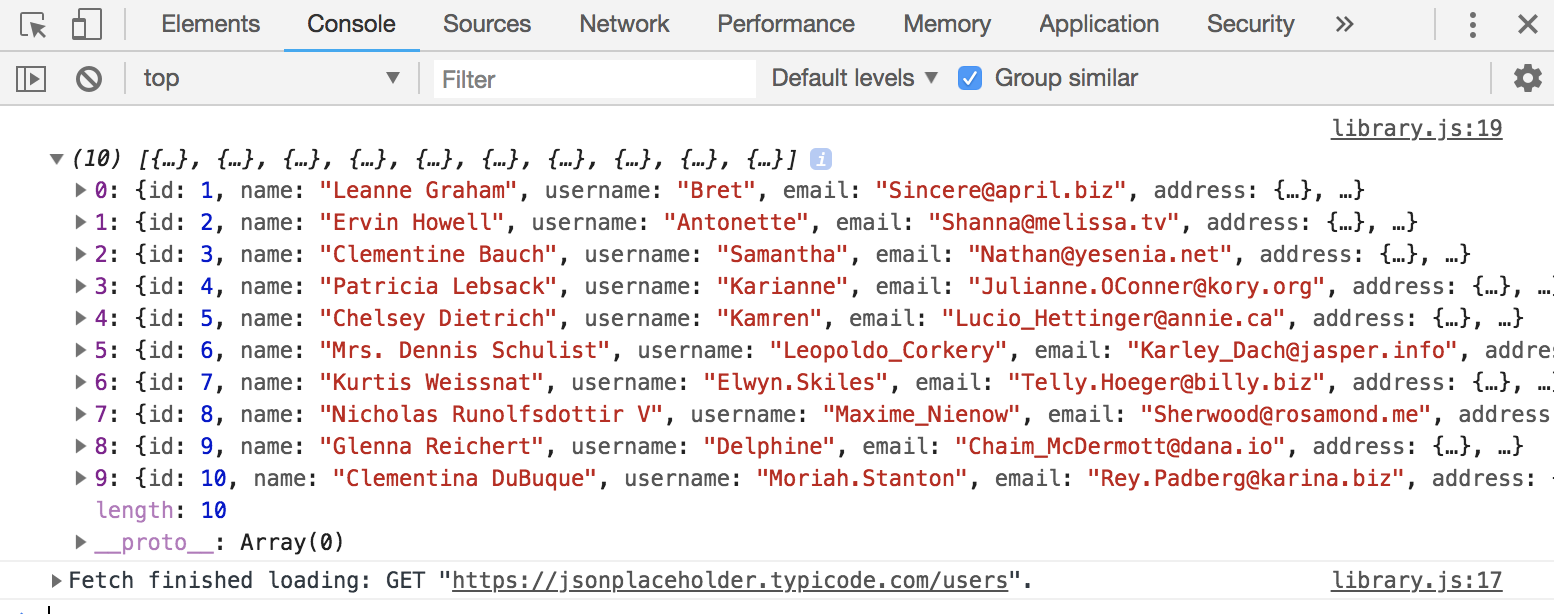 Elements Console Sources Network Performance Memory Application Security »
top Filter Default levels Group similar
library.js:19
(10) [{…}, {…}, {…}, {…}, {…}, {…}, {…}, {…}, {…}, {…}] i
0: {id: 1, name: "Leanne Graham", username: "Bret", email: "Sincere@april.biz", address: {…}, …}
1: {id: 2, name: "Ervin Howell", username: "Antonette", email: "Shanna@melissa.tv", address: {…}, …}
2: {id: 3, name: "Clementine Bauch", username: "Samantha", email: "Nathan@yesenia.net", address: {…}, …}
3: {id: 4, name: "Patricia Lebsack", username: "Karianne", email: "Julianne.OConner@kory.org", address: {…}, …
4: {id: 5, name: "Chelsey Dietrich", username: "Kamren", email: "Lucio_Hettinger@annie.ca", address: {…}, …}
5: {id: 6, name: "Mrs. Dennis Schulist", username: "Leopoldo_Corkery", email: "Karley_Dach@jasper.info", addre
6: {id: 7, name: "Kurtis Weissnat", username: "Elwyn.Skiles", email: "Telly.Hoeger@billy.biz", address: {…}, …
7: {id: 8, name: "Nicholas Runolfsdottir V", username: "Maxime_Nienow", email: "Sherwood@rosamond.me", address
8: {id: 9, name: "Glenna Reichert", username: "Delphine", email: "Chaim_McDermott@dana.io", address: {…}, …}
9: {id: 10, name: "Clementina DuBuque", username: "Moriah.Stanton", email: "Rey.Padberg@karina.biz", address: {
length: 10
__proto__: Array(0)
Fetch finished loading: GET "https://jsonplaceholder.typicode.com/users". library.js:17